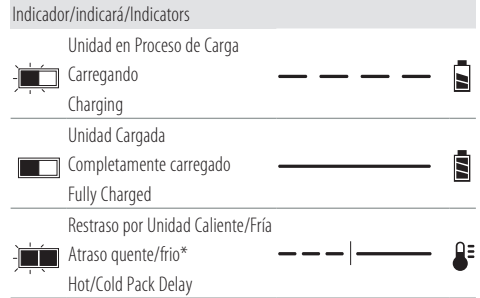 Indicador/indicará/Indicators
Unidad en Proceso de Carga
Carregando
Charging
Unidad Cargada
Completamente carregado
Fully Charged
Restraso por Unidad Caliente/Fría
Atraso quente/frio*
Hot/Cold Pack Delay